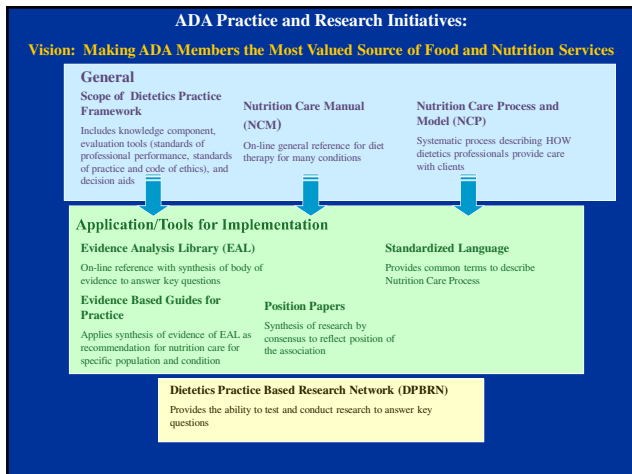 ADA Practice and Research Initiatives:
Vision: Making ADA Members the Most Valued Source of Food and Nutrition Services
General
Scope of Dietetics Practice
Framework
Includes knowledge component,
evaluation tools (standards of
professional performance, standards
of practice and code of ethics), and
decision aids
Nutrition Care Manual
(NCM)
On-line general reference for diet
therapy for many conditions
Nutrition Care Process and
Model (NCP)
Systematic process describing HOW
dietetics professionals provide care
with clients
Application/Tools for Implementation
Evidence Analysis Library (EAL)
On-line reference with synthesis of body of
evidence to answer key questions
Standardized Language
Provides common terms to describe
Nutrition Care Process
Evidence Based Guides for
Practice
Applies synthesis of evidence of EAL as
recommendation for nutrition care for
specific population and condition
Position Papers
Synthesis of research by
consensus to reflect position of
the association
Dietetics Practice Based Research Network (DPBRN)
Provides the ability to test and conduct research to answer key
questions